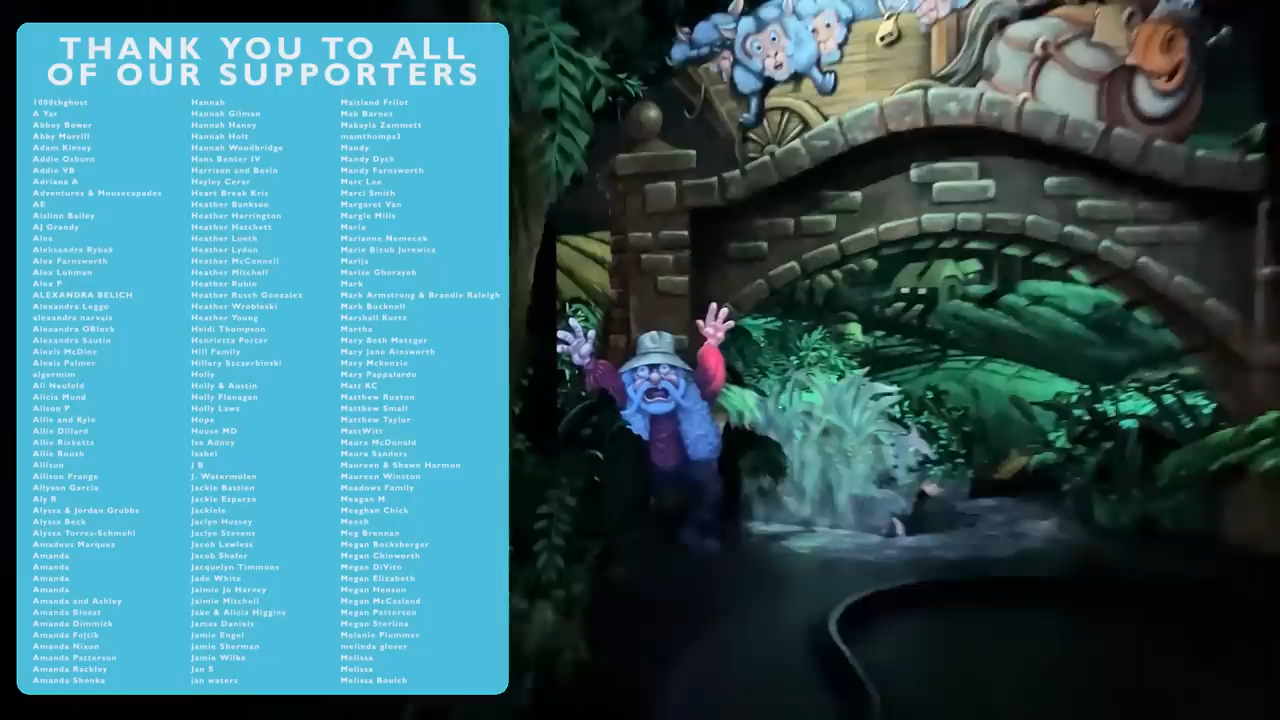 THANK YOU TO ALL
OF OUR SUPPORTERS
1000thghost
A Yar
Abbey Bower
Abby Morrill
Adam Kinsey
Addie Osburn
Addie VB
Adriana A
Adventures & Mousecapades
AE
Aislinn Bailey
AJ Grandy
Alea
Aleksandra Rybak
Alex Farnsworth
Alex Luhman
Alex P
ALEXANDRA BELICH
Alexandra Leggo
alexandra narvais
Alexandra OBlock
Alexandra Sautin
Alexis McDine
Alexis Palmer
algermim
Ali Neufeld
Alicia Mund
Alison P
Allie and Kyle
Allie Dillard
Allie Ricketts
Allie Roush
Allison
Allison Prange
Allyson Garcia
Aly R
Alyssa & Jordan Grubbs
Alyssa Beck
Alyssa Torres-Schmohl
Amadeus Marquez
Amanda
Amanda
Amanda
Amanda
Amanda and Ashley
Amanda Blosat
Amanda Dimmick
Amanda Fojtik
Amanda Nixon
Amanda Patterson
Amanda Rackley
Amanda Shonka
Hannah
Hannah Gilman
Hannah Haney
Hannah Holt
Hannah Woodbridge
Hans Benter IV
Harrison and Bevin
Hayley Cerar
Heart Break Kris
Heather Bankson
Heather Harrington
Heather Hatchett
Heather Lueth
Heather Lydon
Heather McConnell
Heather Mitchell
Heather Rubin
Heather Rusch Gonzalez
Heather Wrobleski
Heather Young
Heidi Thompson
Henrietta Porter
Hill Family
Hillary Szczerbinski
Holly
Holly & Austin
Holly Flanagan
Holly Laws
Hope
House MD
Isa Adney
Isabel
J B
J. Watermolen
Jackie Bastien
Jackie Esparza
Jackiele
Jaclyn Hussey
Jaclyn Stevens
Jacob Lawless
Jacob Shafer
Jacquelyn Timmons
Jade White
Jaimie Jo Harvey
Jaimie Mitchell
Jake & Alicia Higgins
James Daniels
Jamie Engel
Jamie Sherman
Jamie Wilke
Jan S
jan waters
Maitland Frilot
Mak Barnes
Makayla Zammett
mamthomps3
Mandy
Mandy Dyck
Mandy Farnsworth
Marc Lee
Marci Smith
Margaret Van
Margie Mills
Maria
Marianne Nemecek
Marie Bizub Jurewicz
Marija
Marise Ghorayeb
Mark
Mark Armstrong & Brandie Raleigh
Mark Bucknell
Marshall Kurtz
Martha
Mary Beth Metzger
Mary Jane Ainsworth
Mary Mckenzie
Mary Pappalardo
Matt KC
Matthew Ruxton
Matthew Small
Matthew Taylor
MattWitt
Maura McDonald
Maura Sanders
Maureen & Shawn Harmon
Maureen Winston
Meadows Family
Meagan M
Meaghan Chick
Meech
Meg Brennan
Megan Bocksberger
Megan Chinworth
Megan DiVito
Megan Elizabeth
Megan Henson
Megan McCasland
Megan Patterson
Megan Sterlina
Melanie Plummer
melinda glover
Melissa
Melissa
Melissa Bouich